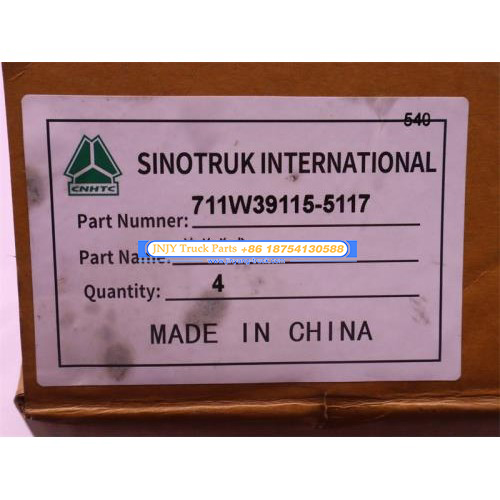 540
CNHTC
SINOTRUK INTERNATIONAL
Part Numner: 711W39115-5117
Part Name:
JNJY Truck Parts +86 18754130588
Quantity: 4
MADE IN CHINA